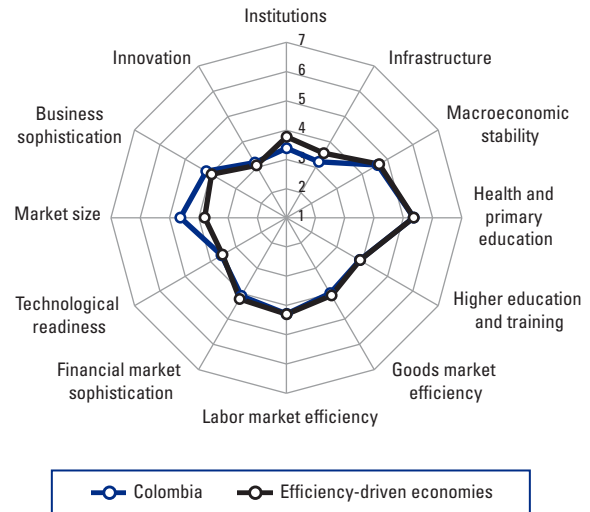 Institutions
7
Innovation
Infrastructure
6
5
Business
sophistication
Macroeconomic
stability
4
3
2
Market size
1
Health and
primary
education
Technological
readiness
Higher education
and training
Financial market
sophistication
Goods market
efficiency
Labor market efficiency
Colombia
Efficiency-driven economies